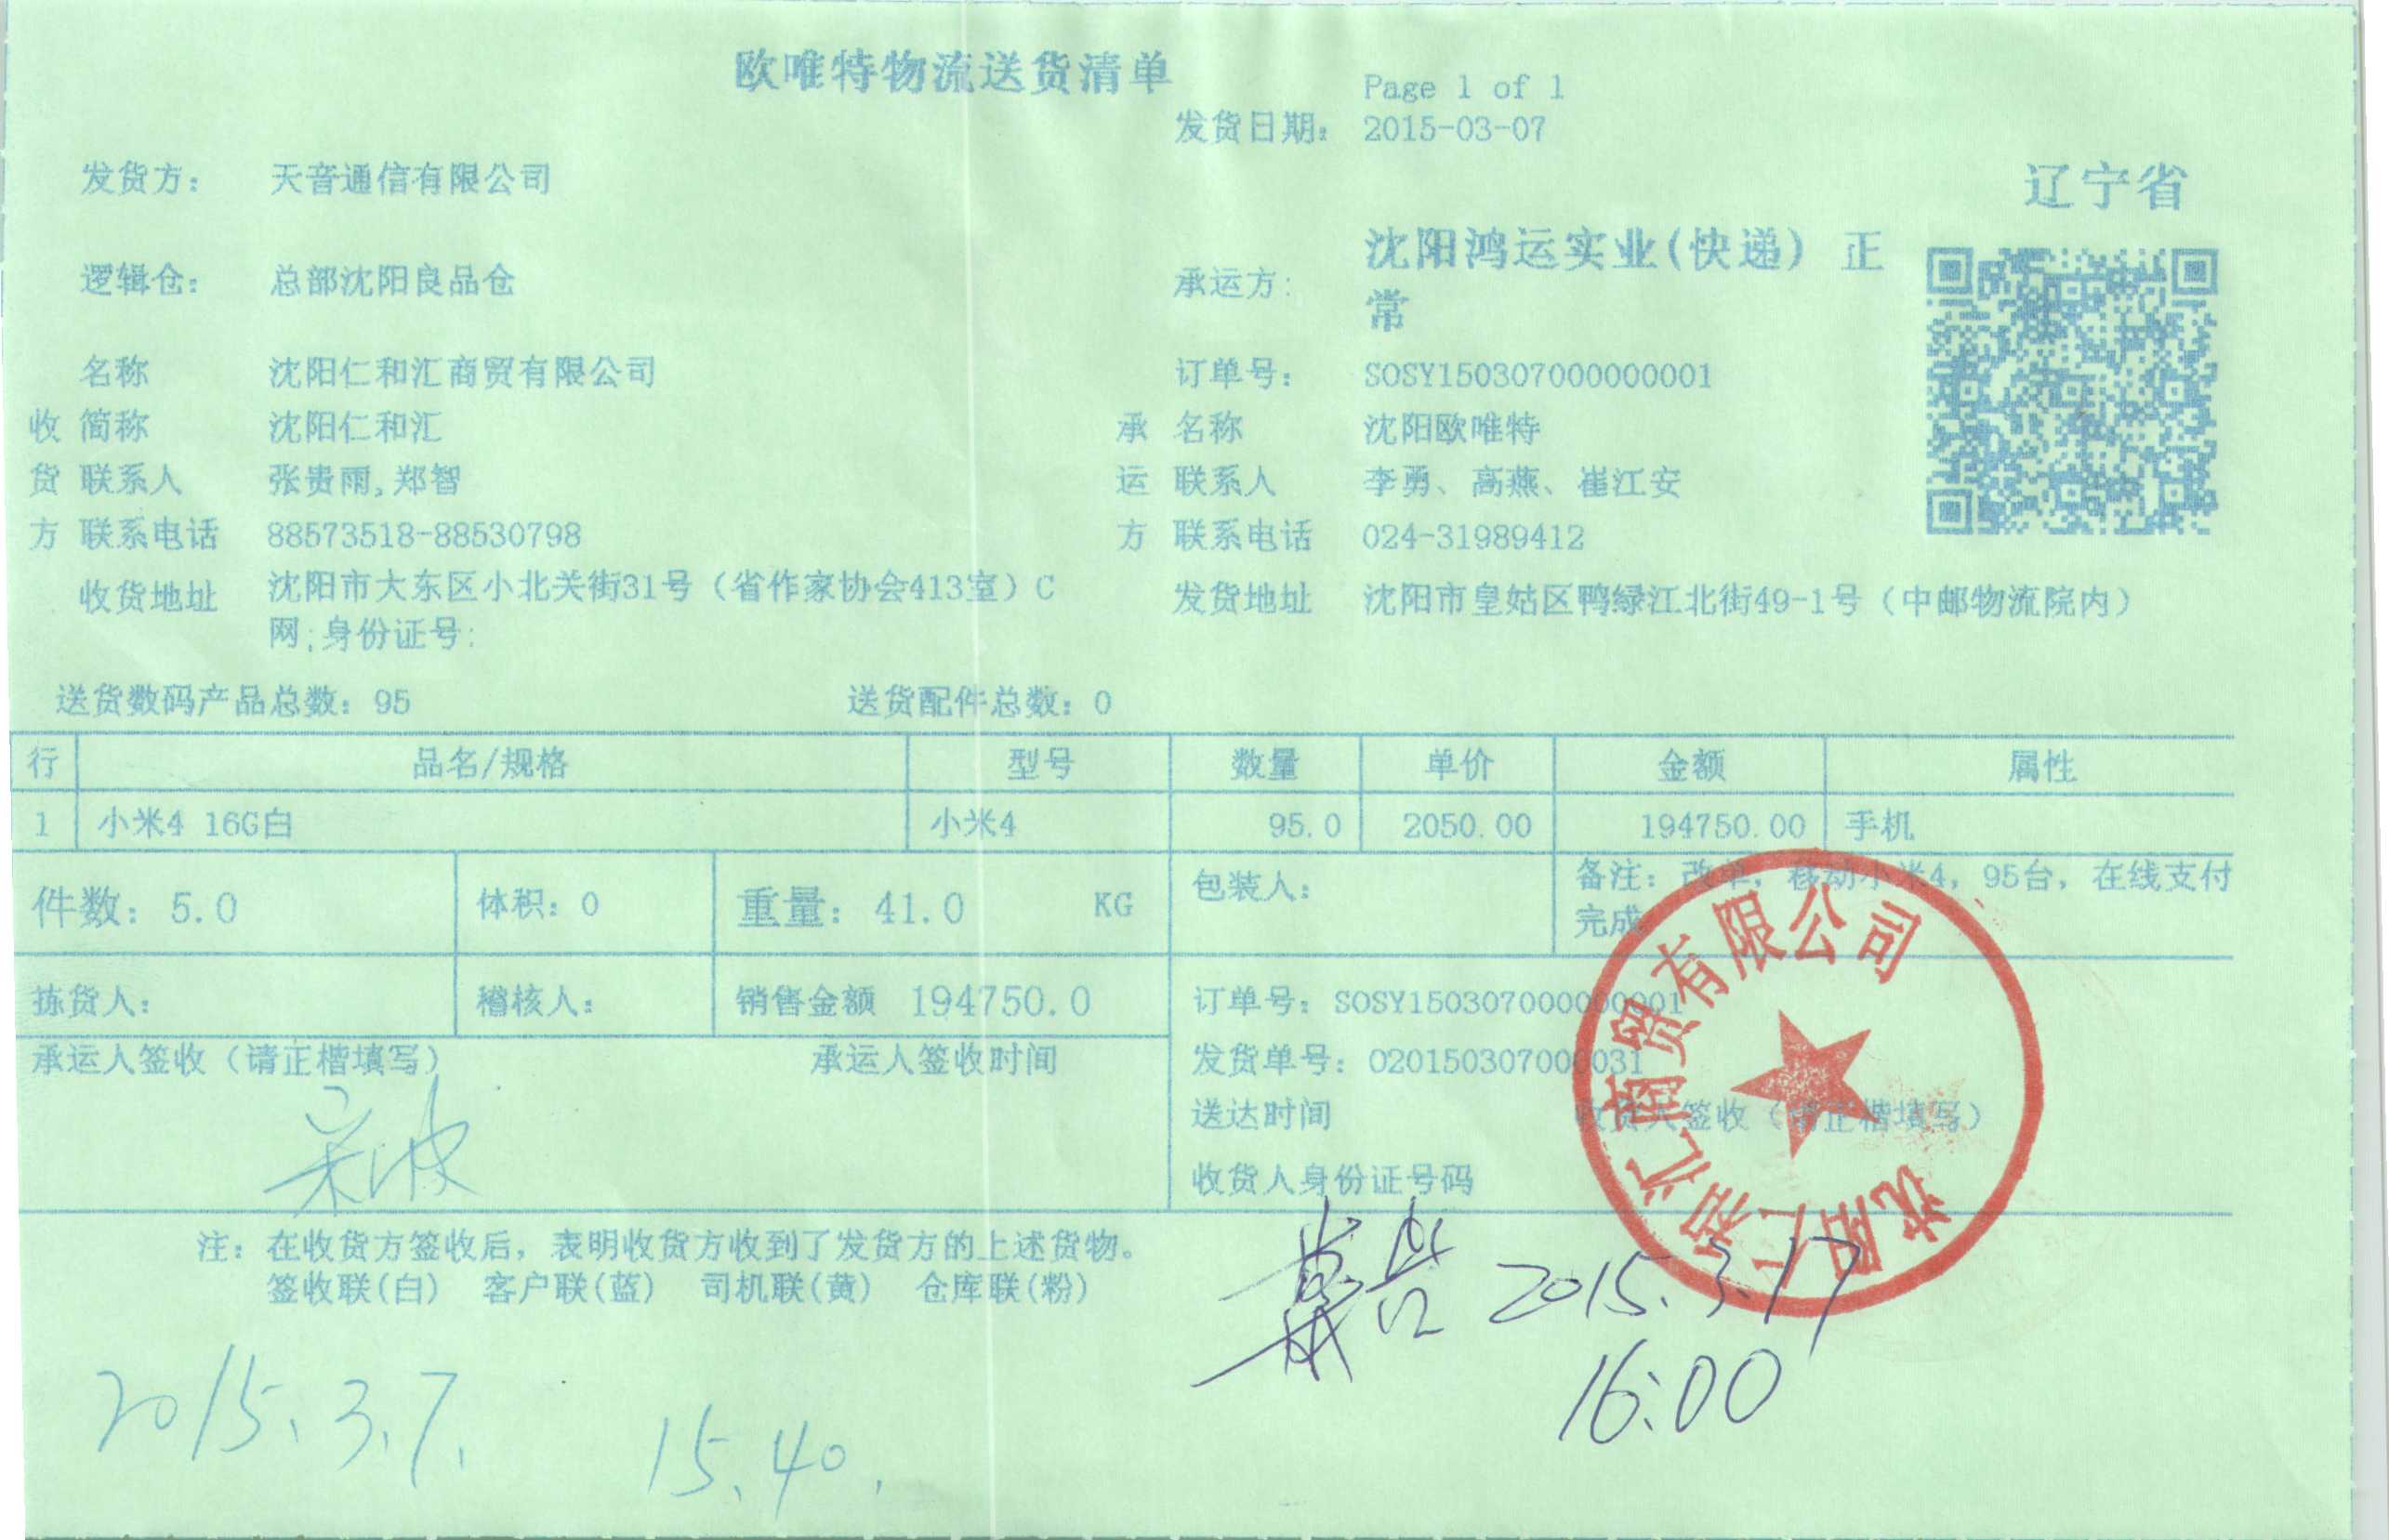 欧唯特物流送货清单
Page 1 of 1
发货日期: 2015-03-07
发货方: 天音通信有限公司
辽宁省
逻辑仓: 总部沈阳良品仓
承运方: 沈阳鸿运实业(快递) 正
常
名称 沈阳仁和汇商贸有限公司
订单号: SOSY150307000000001
收 简称 沈阳仁和汇
承 名称 沈阳欧唯特
货 联系人 张贵雨,郑智
运 联系人 李勇、高燕、崔江安
方 联系电话 88573518-88530798
方 联系电话 024-31989412
收货地址 沈阳市大东区小北关街31号（省作家协会413室）C
网;身份证号:
发货地址 沈阳市皇姑区鸭绿江北街49-1号（中邮物流院内）
送货数码产品总数: 95 送货配件总数: 0
行 品名/规格 型号 数量 单价 金额 属性
1 小米4 16G白 小米4 95.0 2050.00 194750.00 手机
件数: 5.0 体积: 0 重量: 41.0 KG 包装人:
备注: 改单, 移动小米4, 95台, 在线支付
完成
拣货人: 稽核人: 销售金额 194750.0
订单号: SOSY150307000000001
承运人签收（请正楷填写） 承运人签收时间
发货单号: O20150307000031
送达时间 收货人签收（请正楷填写）
收货人身份证号码
沈阳仁和汇商贸有限公司
注: 在收货方签收后, 表明收货方收到了发货方的上述货物。
签收联(白) 客户联(蓝) 司机联(黄) 仓库联(粉)
2015.3.17
16:00
2015.3.7.
15.40.